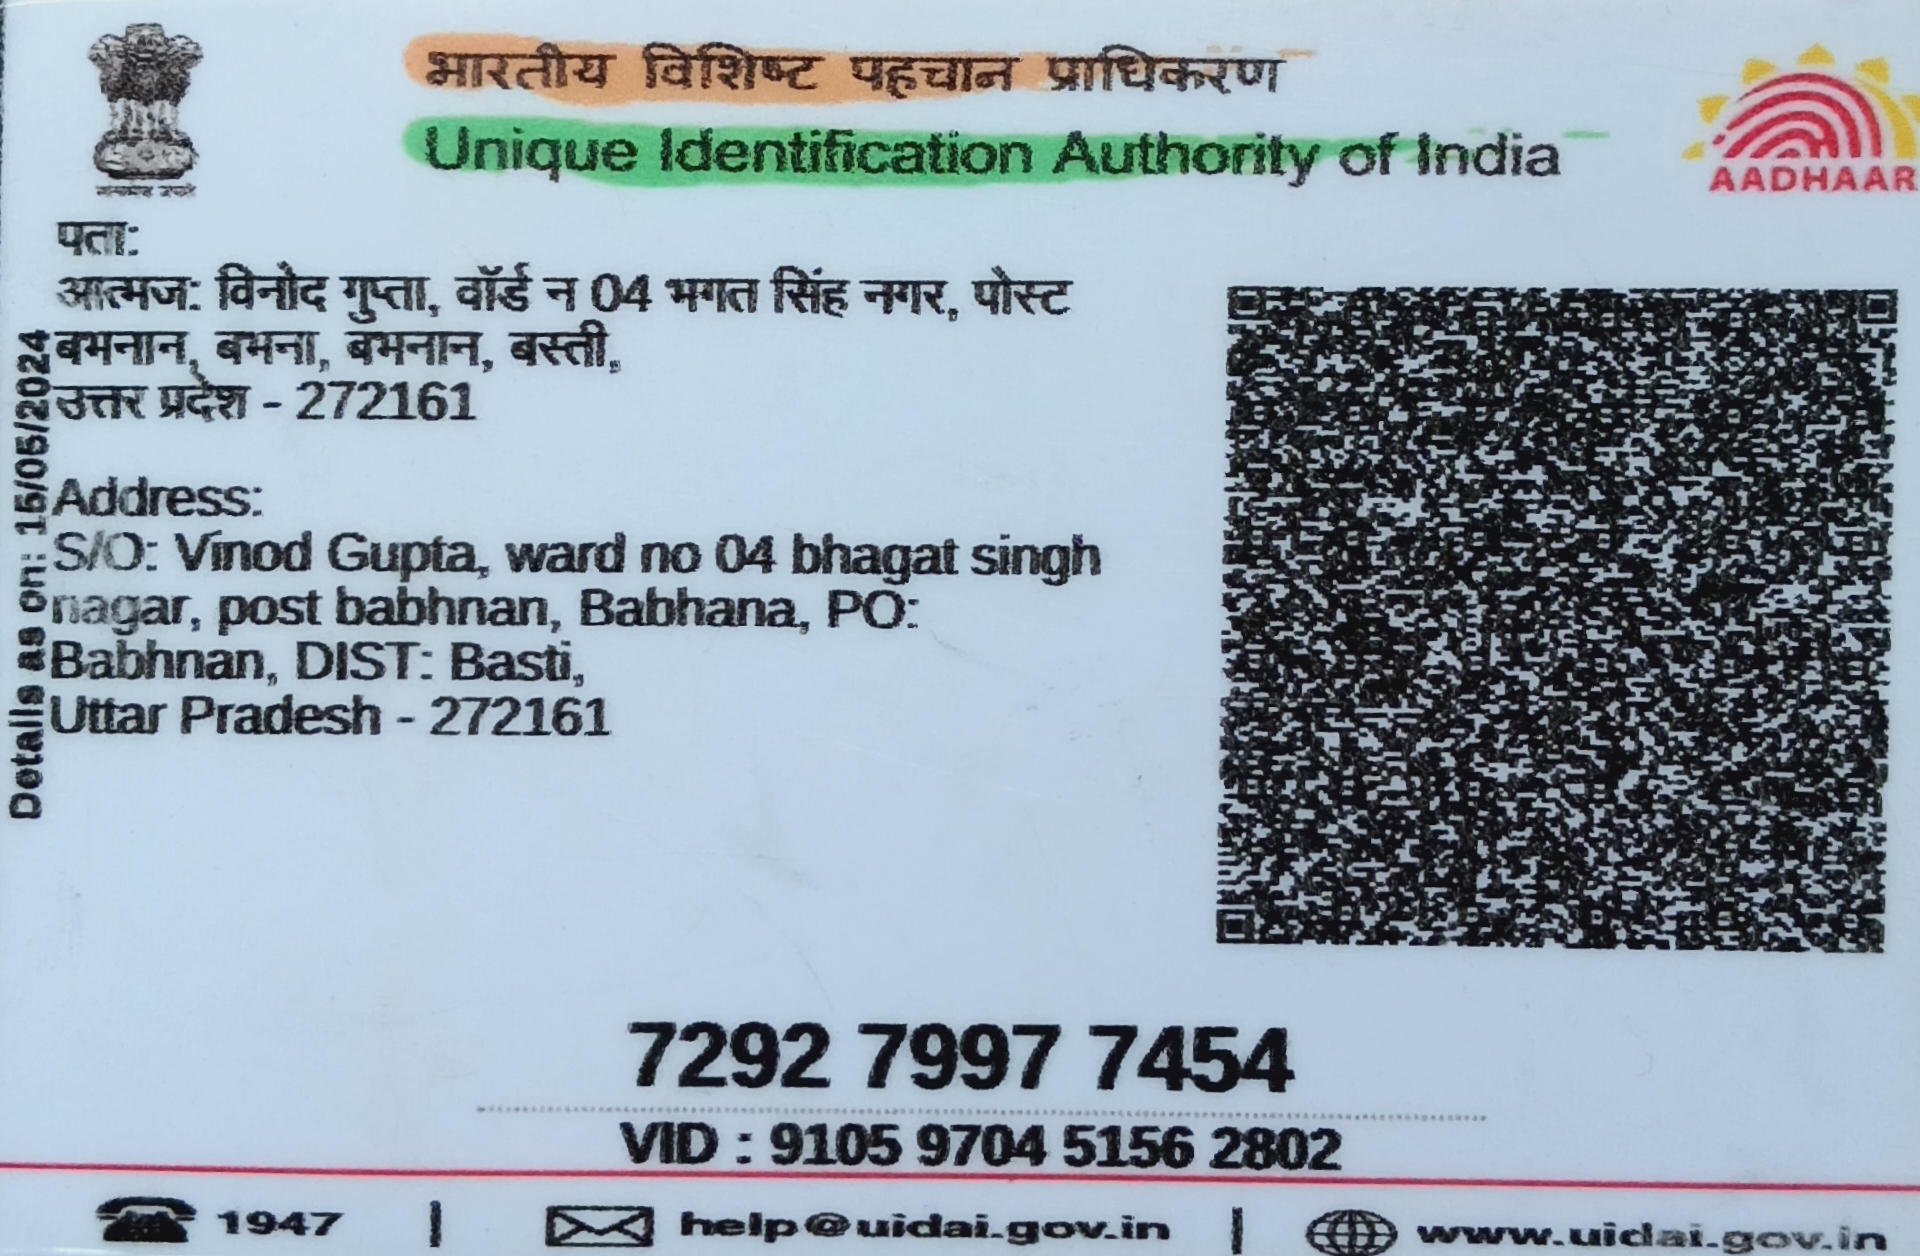 भारतीय विशिष्ट पहचान प्राधिकरण
Unique Identification Authority of India
AADHAAR
पता:
आत्मज: विनोद गुप्ता, वॉर्ड न 04 भगत सिंह नगर, पोस्ट
बभनान, बभना, बभनान, बस्ती,
उत्तर प्रदेश - 272161
Address:
S/O: Vinod Gupta, ward no 04 bhagat singh
nagar, post babhnan, Babhana, PO:
Babhnan, DIST: Basti,
Uttar Pradesh - 272161
Details as on: 15/05/2024
7292 7997 7454
VID : 9105 9704 5156 2802
1947 | help@uidai.gov.in | www.uidai.gov.in